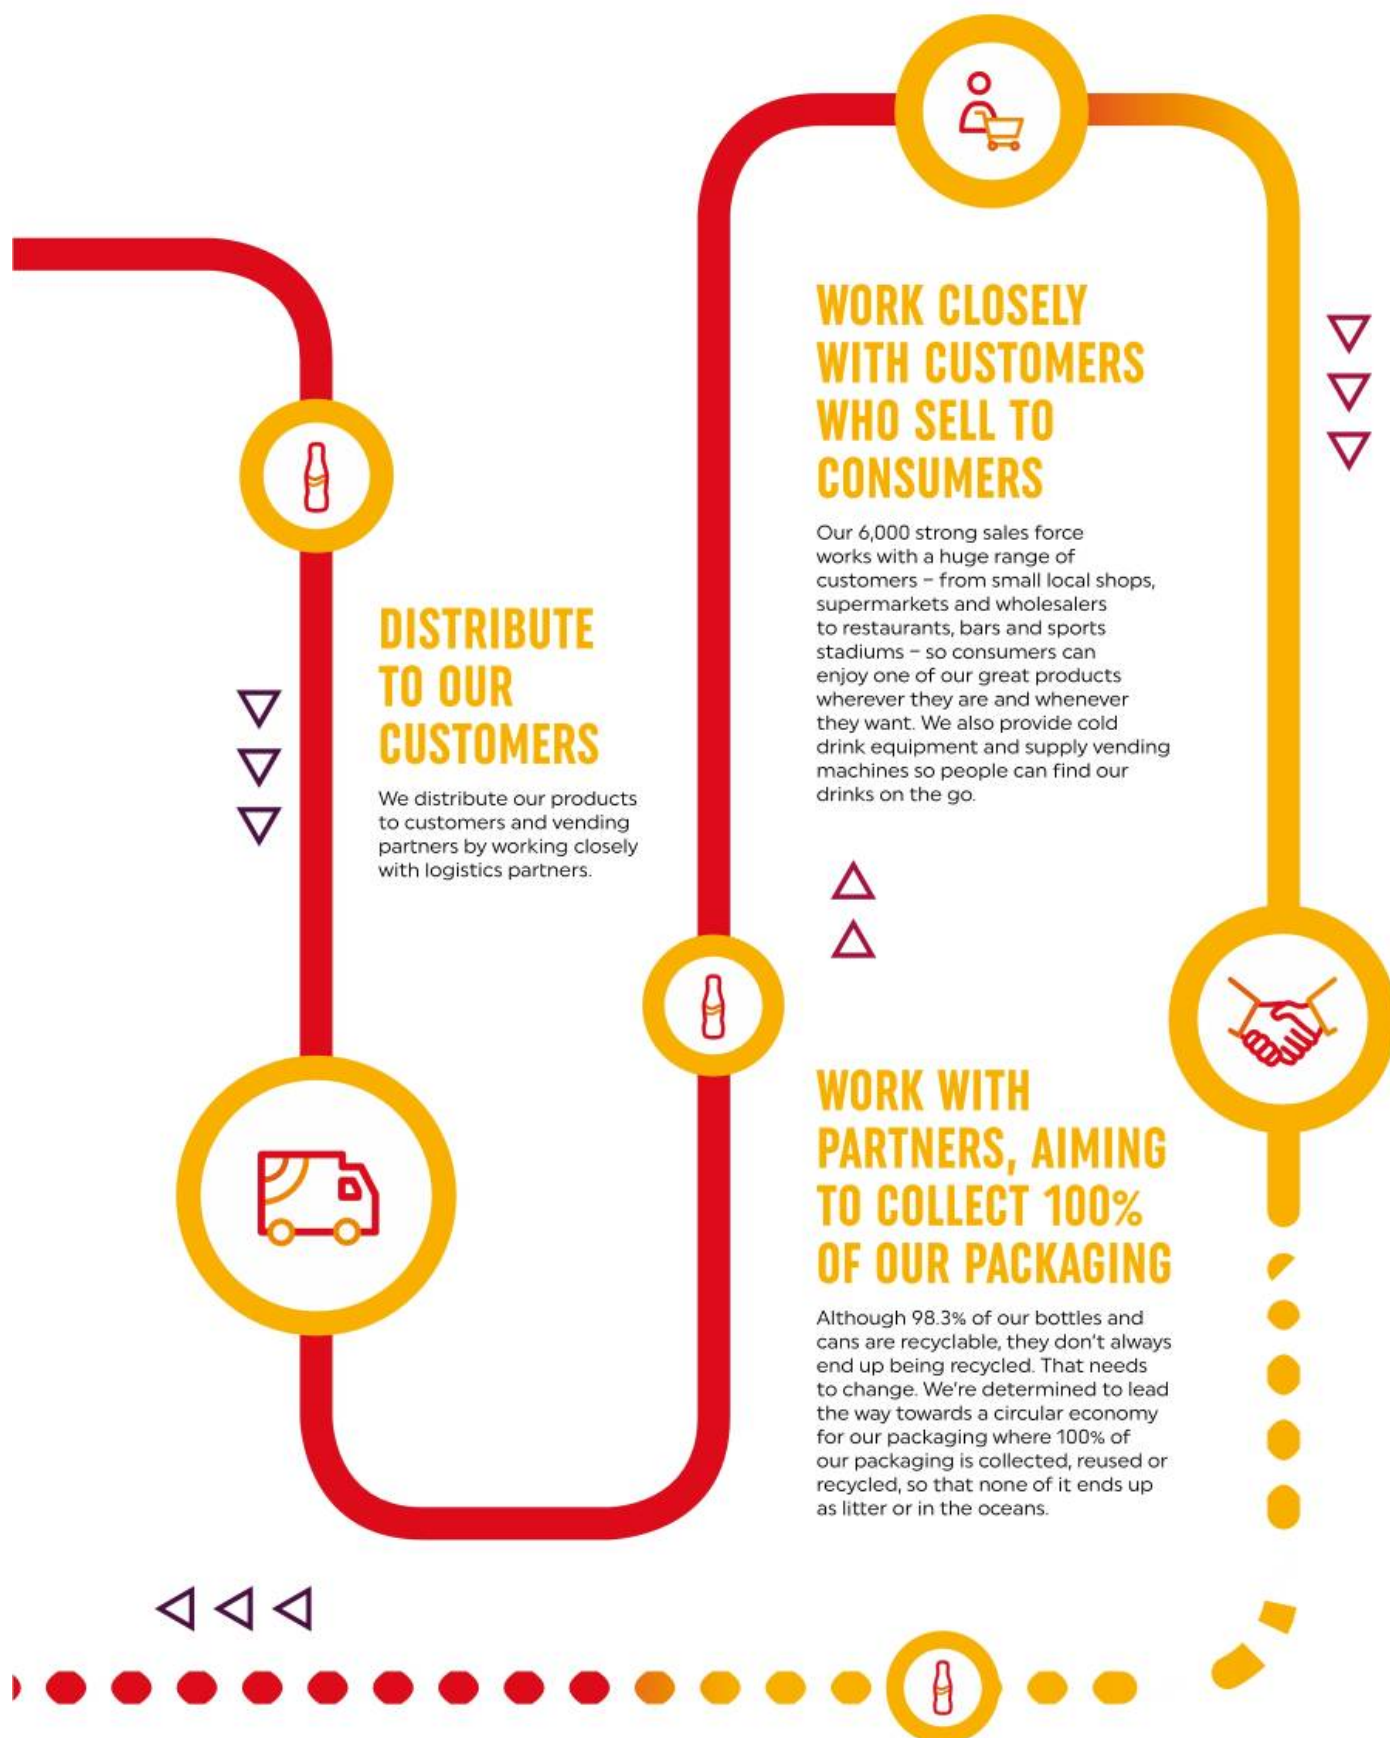 DISTRIBUTE
TO OUR
CUSTOMERS
We distribute our products
to customers and vending
partners by working closely
with logistics partners.
WORK CLOSELY
WITH CUSTOMERS
WHO SELL TO
CONSUMERS
Our 6,000 strong sales force
works with a huge range of
customers – from small local shops,
supermarkets and wholesalers
to restaurants, bars and sports
stadiums – so consumers can
enjoy one of our great products
wherever they are and whenever
they want. We also provide cold
drink equipment and supply vending
machines so people can find our
drinks on the go.
WORK WITH
PARTNERS, AIMING
TO COLLECT 100%
OF OUR PACKAGING
Although 98.3% of our bottles and
cans are recyclable, they don't always
end up being recycled. That needs
to change. We're determined to lead
the way towards a circular economy
for our packaging where 100% of
our packaging is collected, reused or
recycled, so that none of it ends up
as litter or in the oceans.